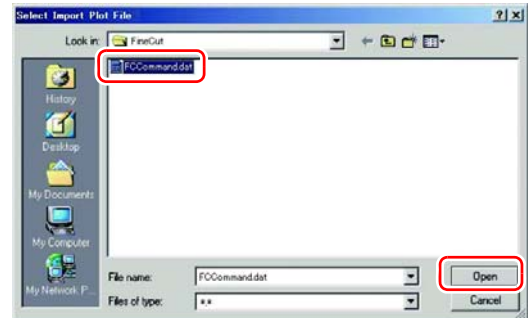 Select Import Plot File
Look in: FineCut
FCCommand.dat
History
Desktop
My Documents
My Computer
My Network P...
File name: FCCommand.dat Open
Files of type: *.* Cancel